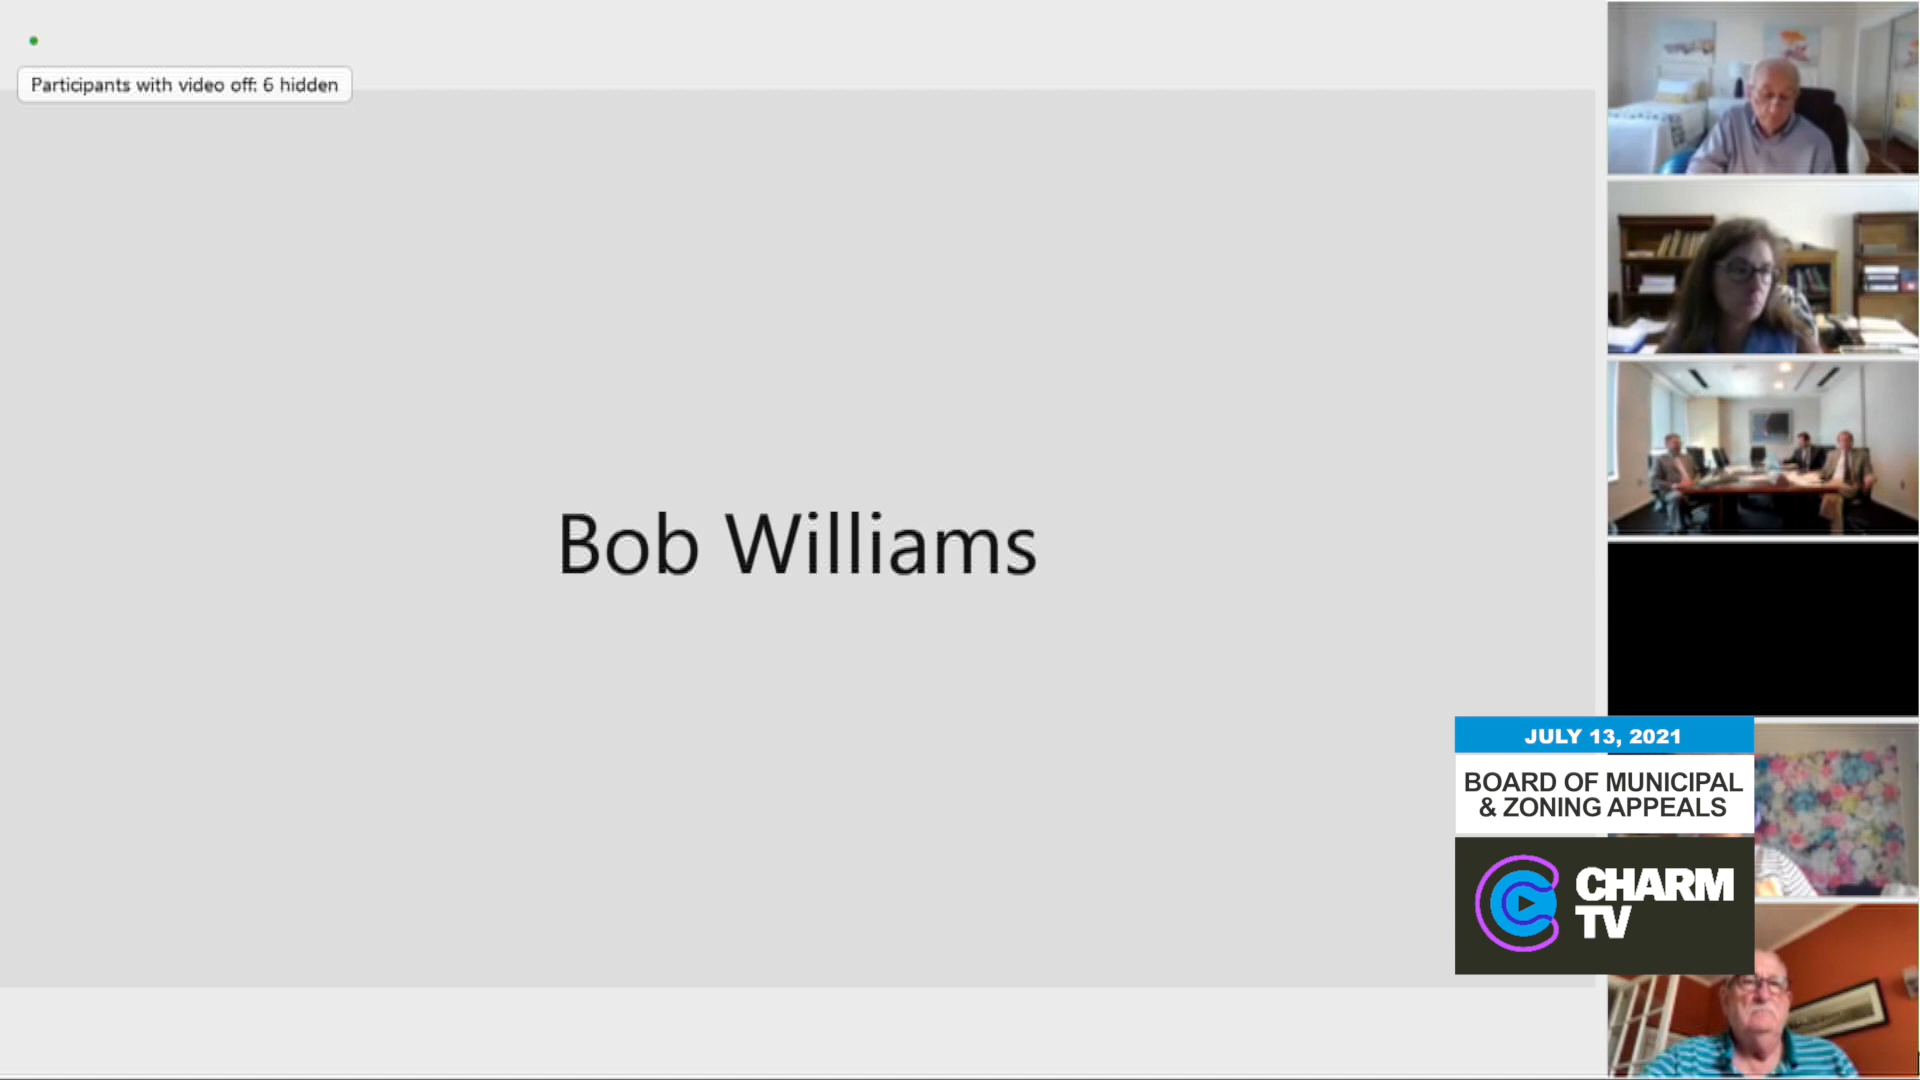 Participants with video off: 6 hidden
Bob Williams
JULY 13, 2021
BOARD OF MUNICIPAL
& ZONING APPEALS
CHARM
TV